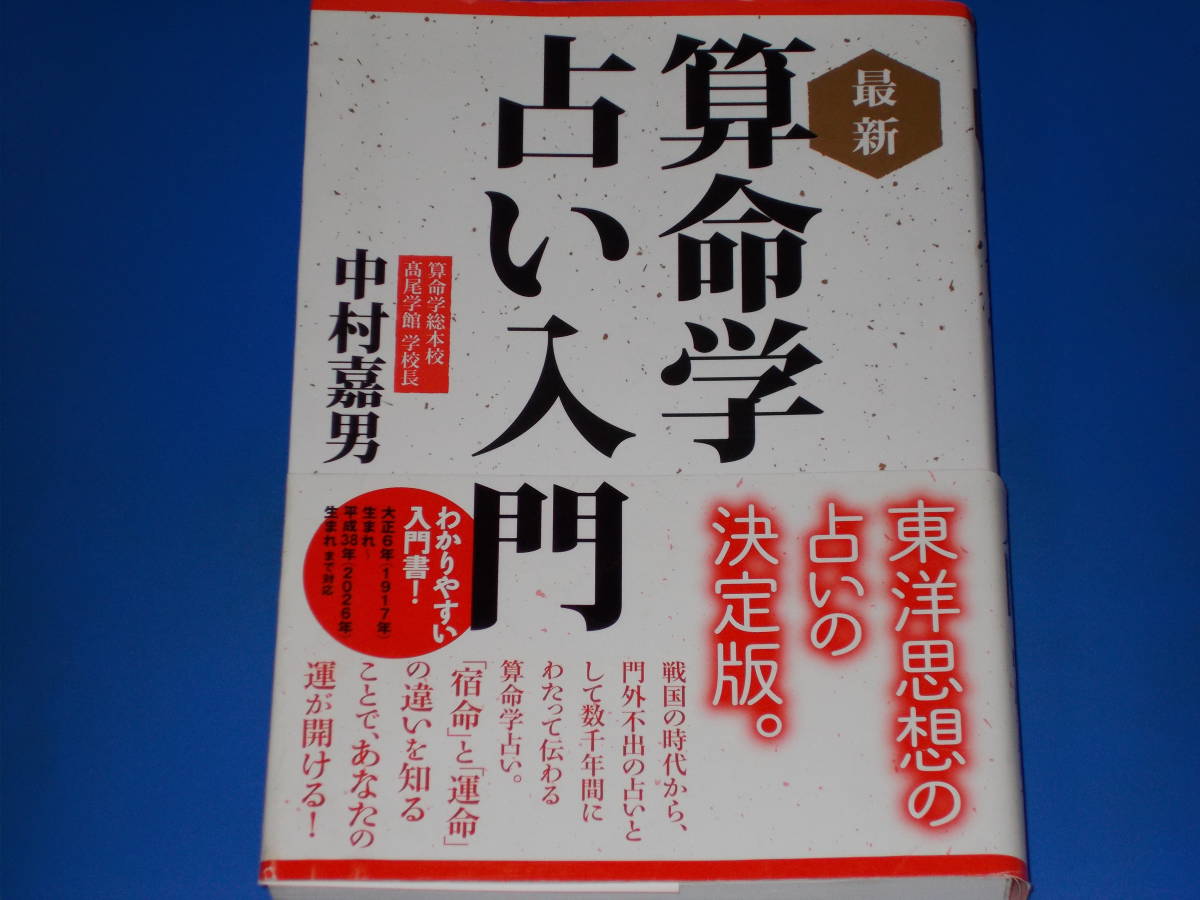 最新
算命学
占い入門
算命学総本校
髙尾学館 学校長
中村嘉男
東洋思想の
占いの
決定版。
わかりやすい
入門書!
大正6年(1917年)
生まれ~
平成38年(2026年)
生まれまで対応
戦国の時代から、
門外不出の占いと
して数千年間に
わたって伝わる
算命学占い。
「宿命」と「運命」
の違いを知る
ことで、あなたの
運が開ける!